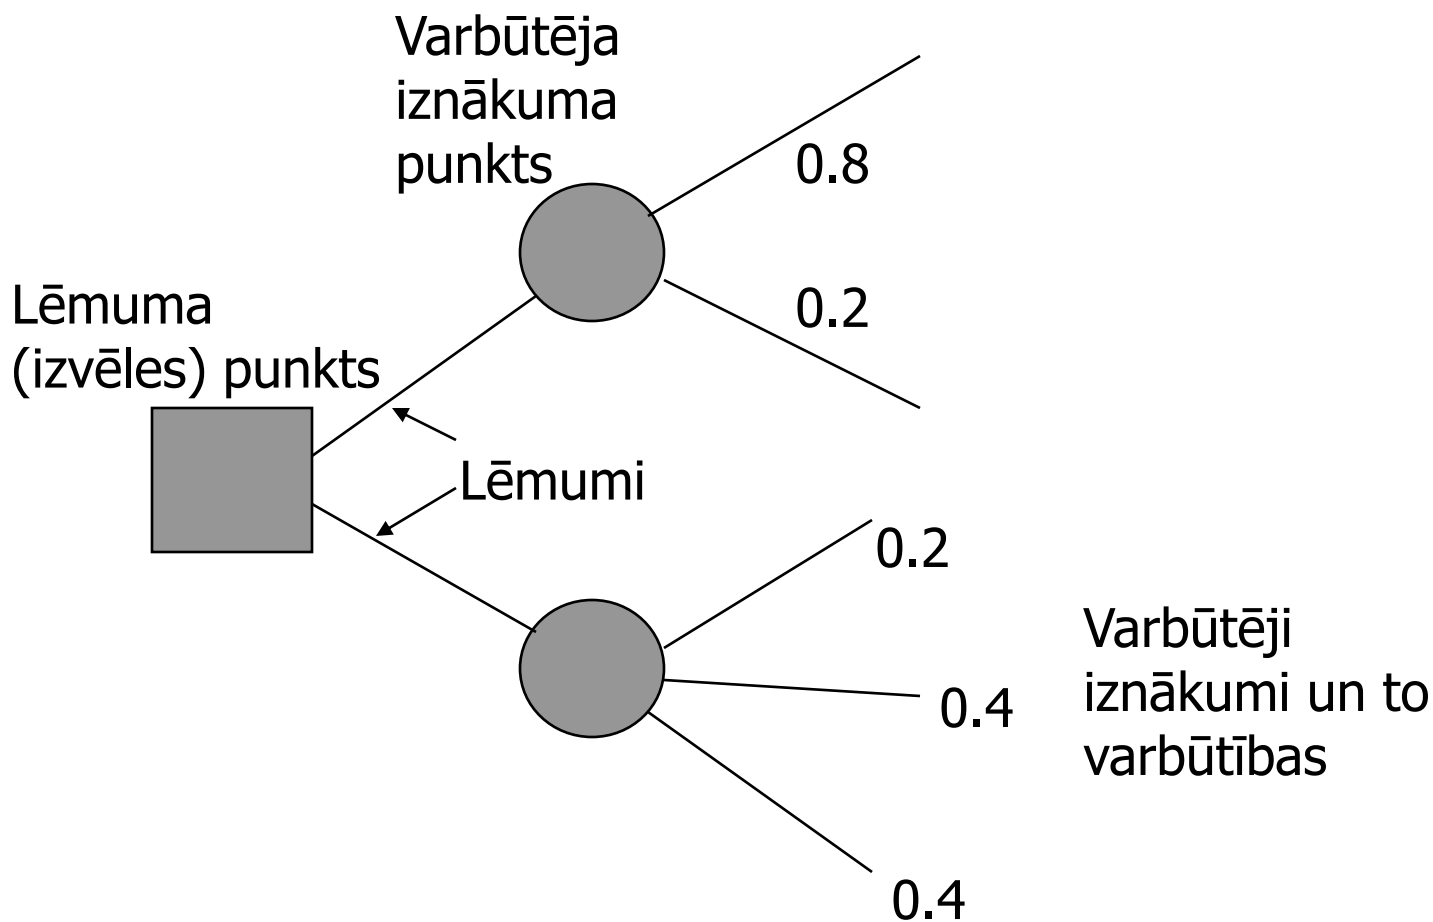 Varbūtēja
iznākuma
punkts
0.8
0.2
Lēmuma
(izvēles) punkts
Lēmumi
0.2
0.4
0.4
Varbūtēji
iznākumi un to
varbūtības